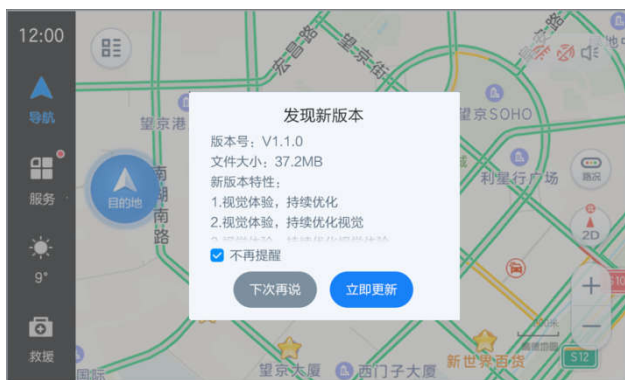 12:00
导航
服务
9°
救援
宏昌路
望京街
望京港
望京SOHO
利星行广场
路况
2D
目的地
南湖南路
发现新版本
版本号：V1.1.0
文件大小：37.2MB
新版本特性：
1.视觉体验，持续优化
2.视觉体验，持续优化视觉
不再提醒
下次再说
立即更新
S12
望京大厦
西门子大厦
新世界百货
国际